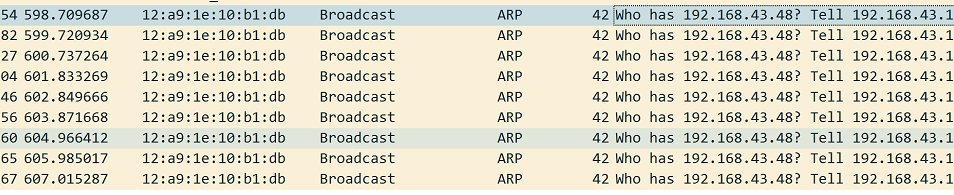 54 598.709687 12:a9:1e:10:b1:db Broadcast ARP 42 Who has 192.168.43.48? Tell 192.168.43.1
82 599.720934 12:a9:1e:10:b1:db Broadcast ARP 42 Who has 192.168.43.48? Tell 192.168.43.1
27 600.737264 12:a9:1e:10:b1:db Broadcast ARP 42 Who has 192.168.43.48? Tell 192.168.43.1
04 601.833269 12:a9:1e:10:b1:db Broadcast ARP 42 Who has 192.168.43.48? Tell 192.168.43.1
46 602.849666 12:a9:1e:10:b1:db Broadcast ARP 42 Who has 192.168.43.48? Tell 192.168.43.1
56 603.871668 12:a9:1e:10:b1:db Broadcast ARP 42 Who has 192.168.43.48? Tell 192.168.43.1
60 604.966412 12:a9:1e:10:b1:db Broadcast ARP 42 Who has 192.168.43.48? Tell 192.168.43.1
65 605.985017 12:a9:1e:10:b1:db Broadcast ARP 42 Who has 192.168.43.48? Tell 192.168.43.1
67 607.015287 12:a9:1e:10:b1:db Broadcast ARP 42 Who has 192.168.43.48? Tell 192.168.43.1